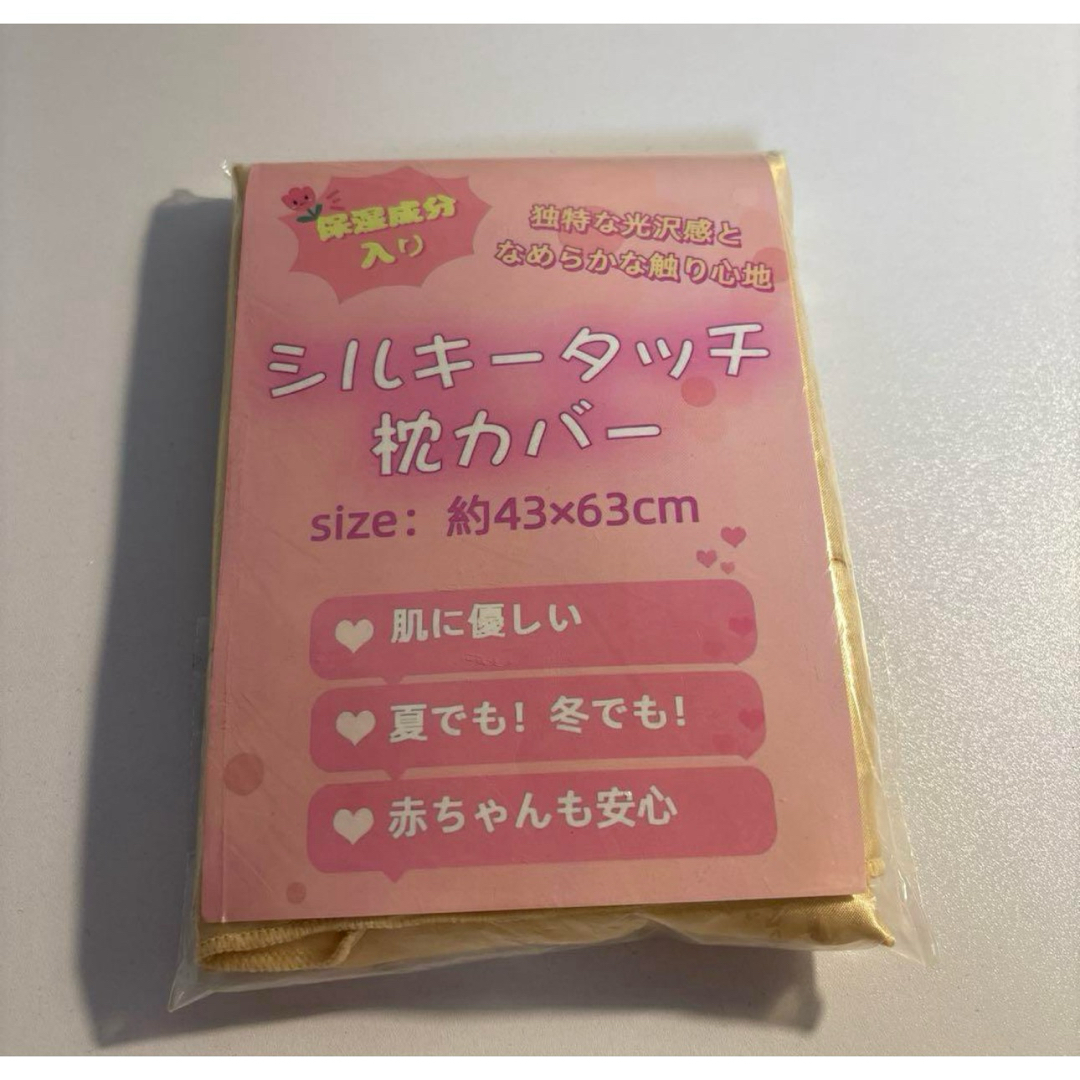 保湿成分
入り
独特な光沢感と
なめらかな触り心地
シルキータッチ
枕カバー
size：約43×63cm
肌に優しい
夏でも！冬でも！
赤ちゃんも安心